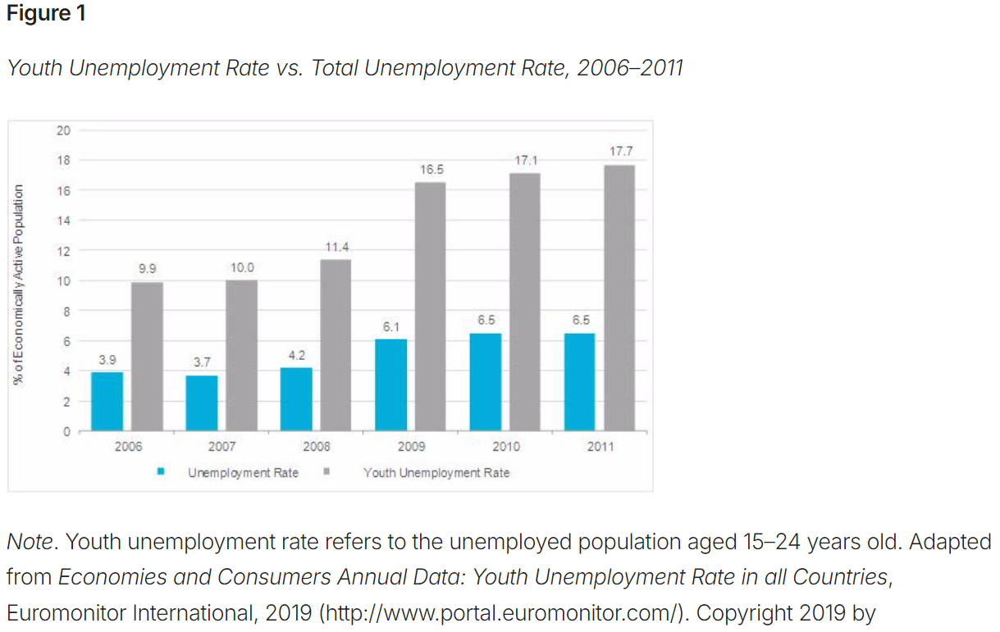 Figure 1
Youth Unemployment Rate vs. Total Unemployment Rate, 2006–2011
% of Economically Active Population
20
18
16
14
12
10
8
6
4
2
0
3.9
9.9
3.7
10.0
4.2
11.4
6.1
16.5
6.5
17.1
6.5
17.7
2006 2007 2008 2009 2010 2011
Unemployment Rate Youth Unemployment Rate
Note. Youth unemployment rate refers to the unemployed population aged 15–24 years old. Adapted
from Economies and Consumers Annual Data: Youth Unemployment Rate in all Countries,
Euromonitor International, 2019 (http://www.portal.euromonitor.com/). Copyright 2019 by